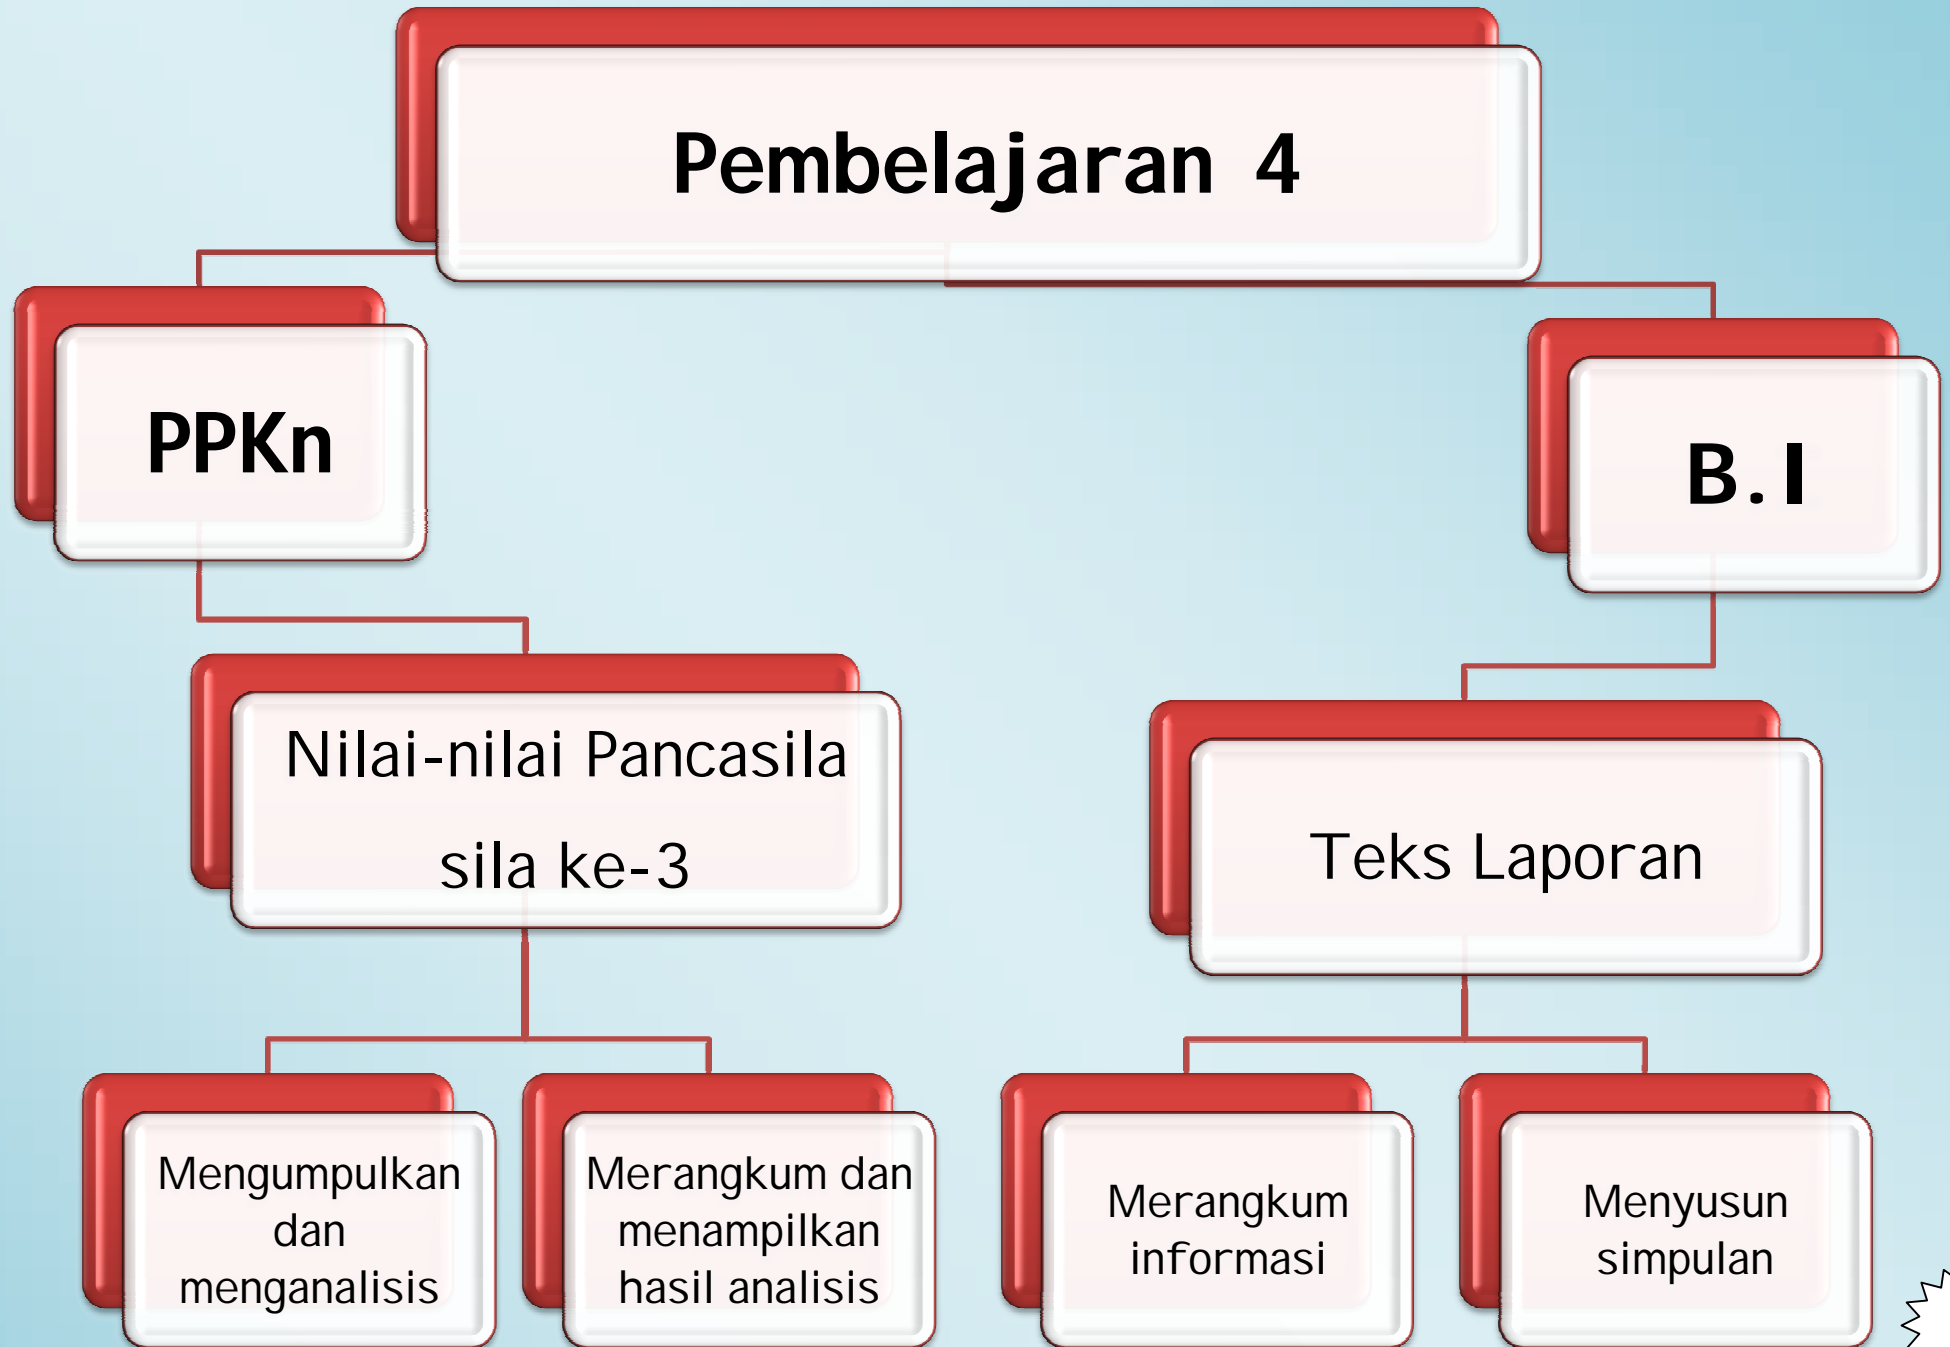 Pembelajaran 4
PPKn
B.I
Nilai-nilai Pancasila
sila ke-3
Teks Laporan
Mengumpulkan
dan
menganalisis
Merangkum dan
menampilkan
hasil analisis
Merangkum
informasi
Menyusun
simpulan